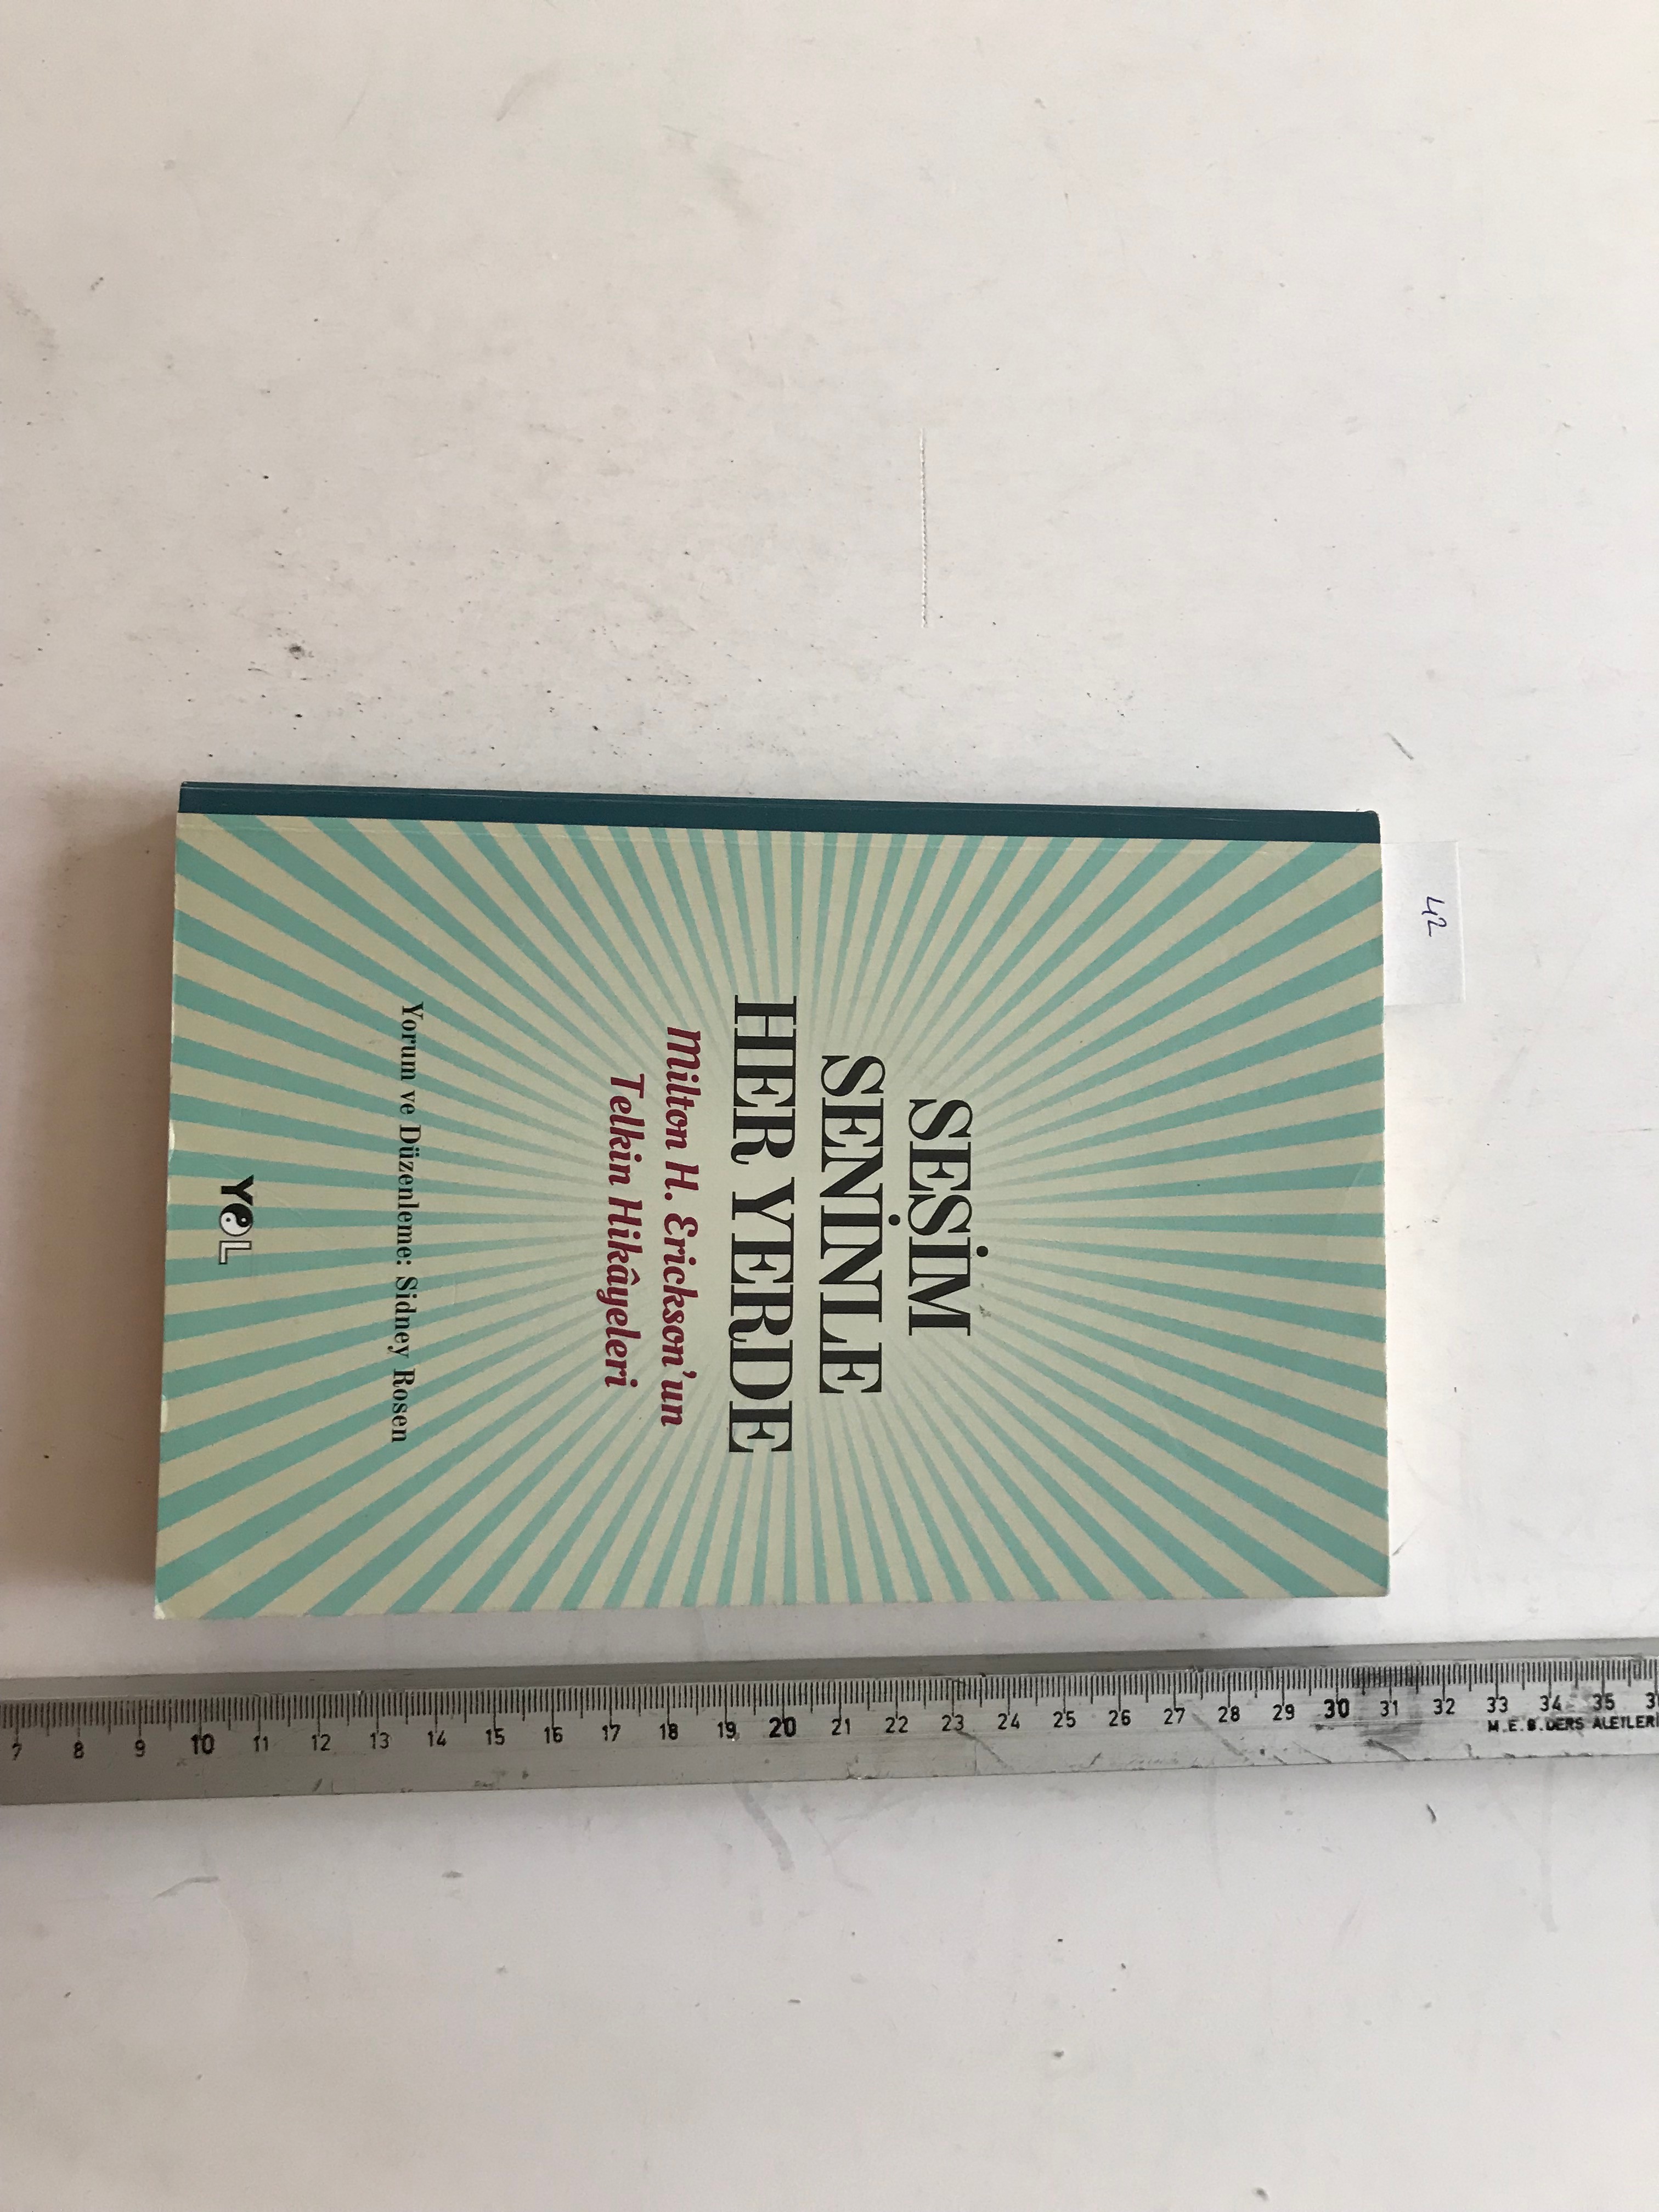 SESİM
SENİNLE
HER YERDE
Milton H. Erickson'un
Telkin Hikâyeleri
Yorum ve Düzenleme: Sidney Rosen
YOL
42
7 8 9 10 11 12 13 14 15 16 17 18 19 20 21 22 23 24 25 26 27 28 29 30 31 32 33 34 35
M.E.B. DERS ALETLERİ